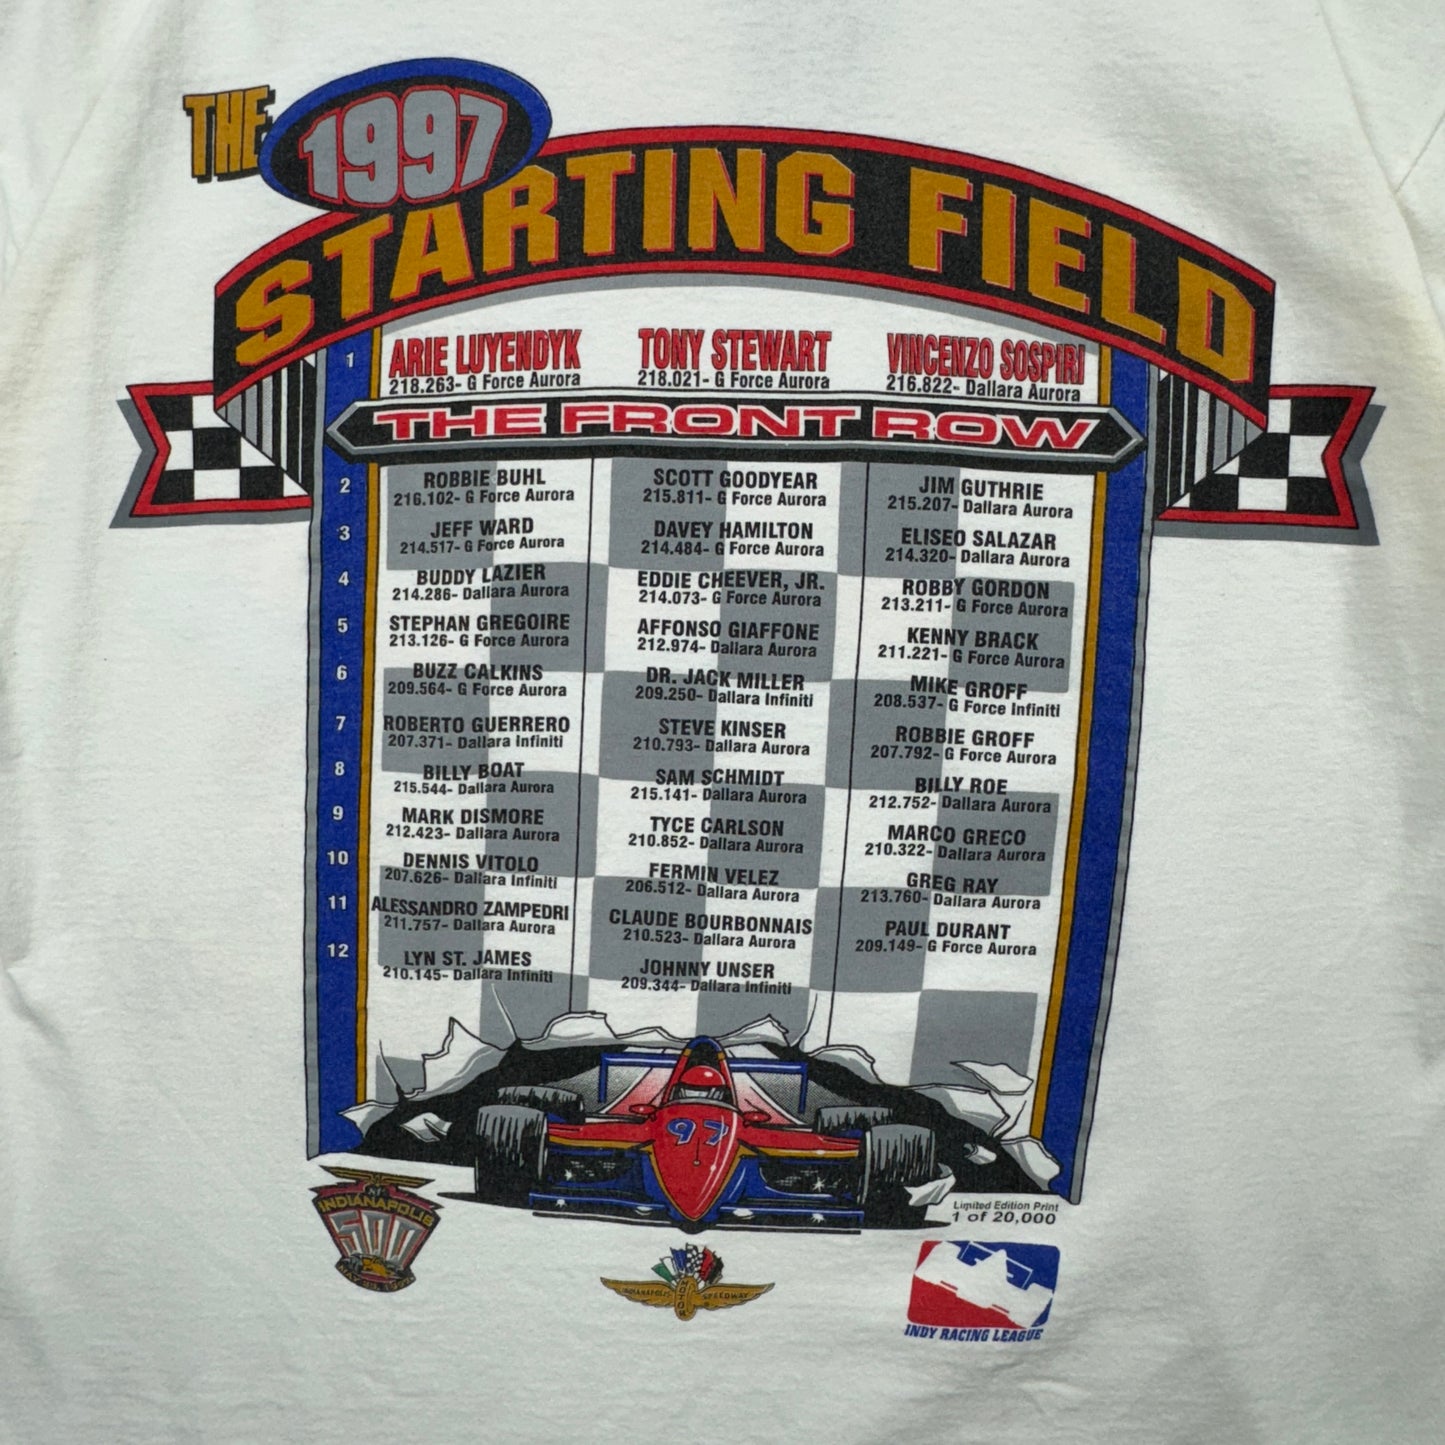 THE 1997
STARTING FIELD
1 ARIE LUYENDYK TONY STEWART VINCENZO SOSPIRI
218.263- G Force Aurora 218.021- G Force Aurora 216.822- Dallara Aurora
THE FRONT ROW
2 ROBBIE BUHL SCOTT GOODYEAR JIM GUTHRIE
216.102- G Force Aurora 215.811- G Force Aurora 215.207- Dallara Aurora
3 JEFF WARD DAVEY HAMILTON ELISEO SALAZAR
214.517- G Force Aurora 214.484- G Force Aurora 214.320- Dallara Aurora
4 BUDDY LAZIER EDDIE CHEEVER, JR. ROBBY GORDON
214.286- Dallara Aurora 214.073- G Force Aurora 213.211- G Force Aurora
5 STEPHAN GREGOIRE AFFONSO GIAFFONE KENNY BRACK
213.126- G Force Aurora 212.974- Dallara Aurora 211.221- G Force Aurora
6 BUZZ CALKINS DR. JACK MILLER MIKE GROFF
209.564- G Force Aurora 209.250- Dallara Infiniti 208.537- G Force Infiniti
7 ROBERTO GUERRERO STEVE KINSER ROBBIE GROFF
207.371- Dallara Infiniti 210.793- Dallara Aurora 207.792- G Force Aurora
8 BILLY BOAT SAM SCHMIDT BILLY ROE
215.544- Dallara Aurora 215.141- Dallara Aurora 212.752- Dallara Aurora
9 MARK DISMORE TYCE CARLSON MARCO GRECO
212.423- Dallara Aurora 210.852- Dallara Aurora 210.322- Dallara Aurora
10 DENNIS VITOLO FERMIN VELEZ GREG RAY
207.626- Dallara Infiniti 206.512- Dallara Aurora 213.760- Dallara Aurora
11 ALESSANDRO ZAMPEDRI CLAUDE BOURBONNAIS PAUL DURANT
211.757- Dallara Aurora 210.523- Dallara Aurora 209.149- G Force Aurora
12 LYN ST. JAMES JOHNNY UNSER
210.145- Dallara Infiniti 209.344- Dallara Infiniti
97
Limited Edition Print
1 of 20,000
INDIANAPOLIS
500
INDIANAPOLIS MOTOR SPEEDWAY
INDY RACING LEAGUE